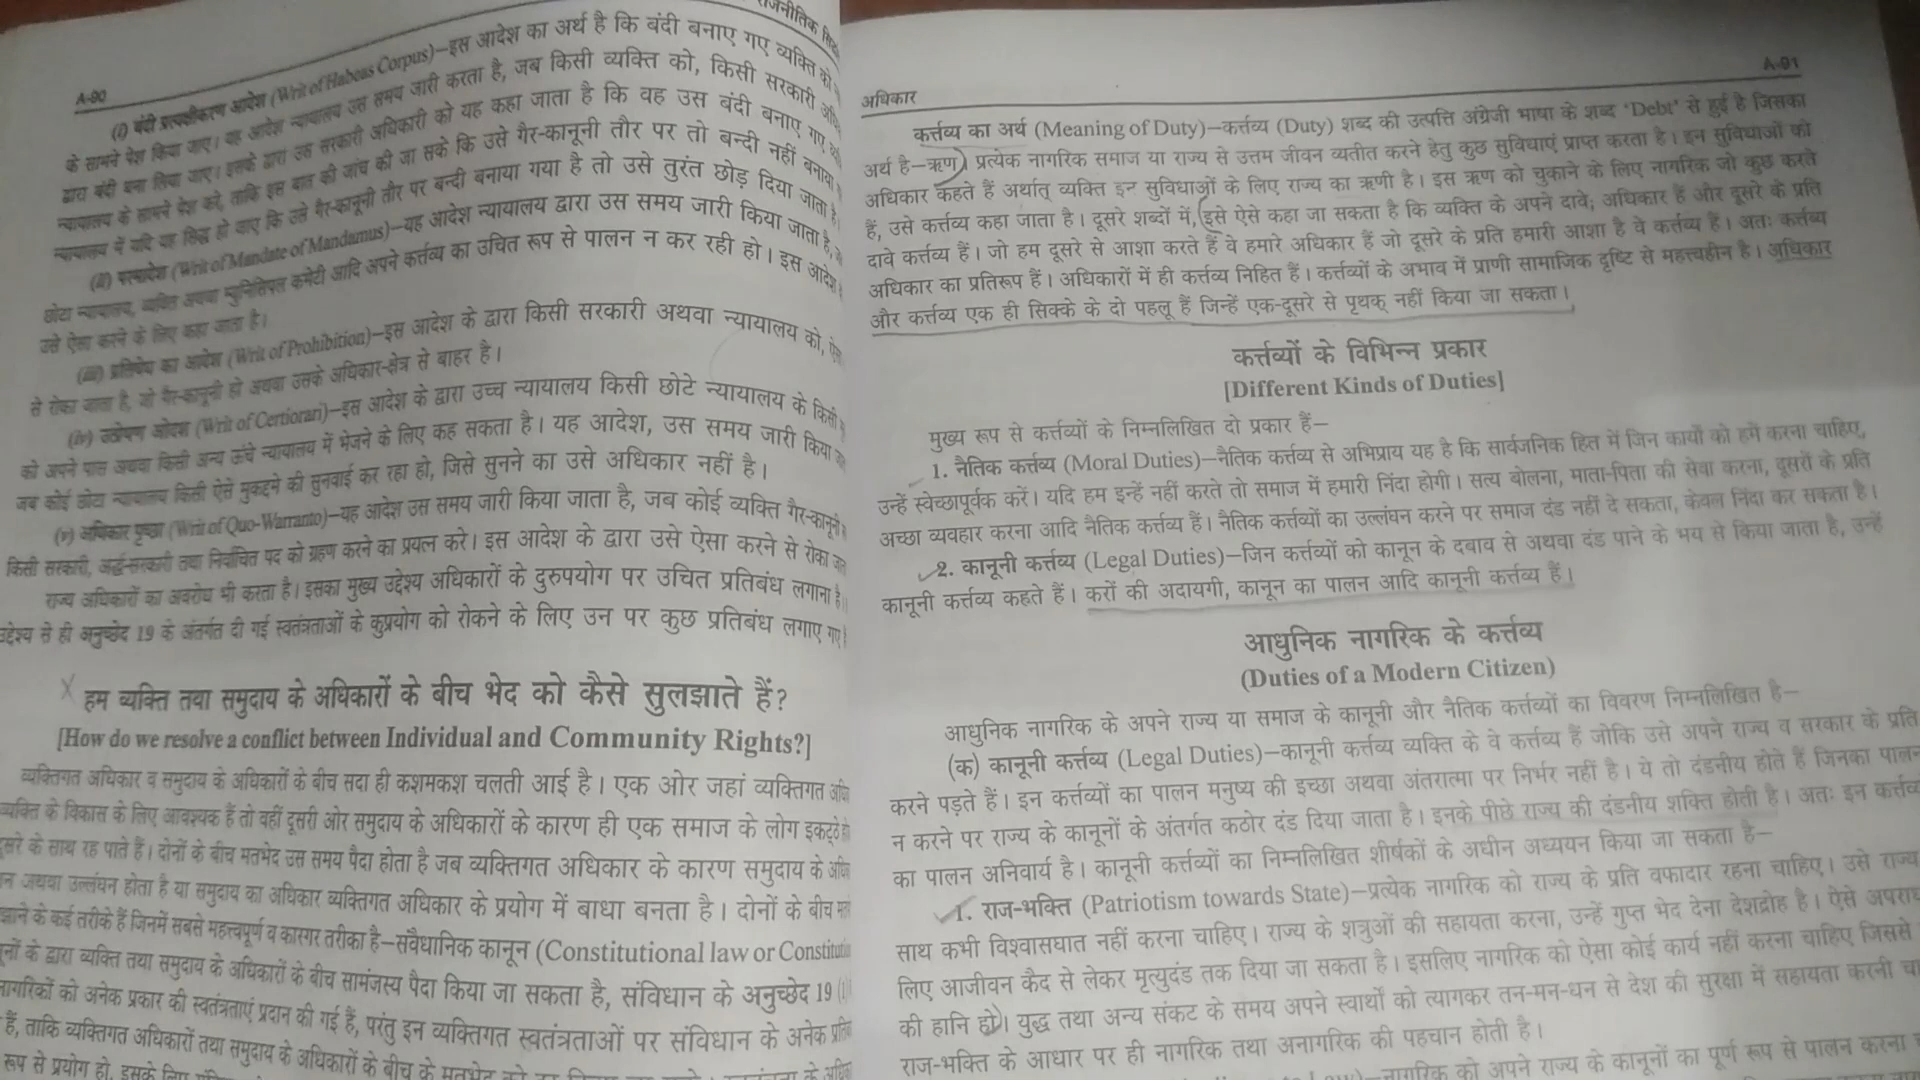 राजनीतिक
A-90
(i) बंदी प्रत्यक्षीकरण आदेश (Writ of Habeas Corpus)–इस आदेश का अर्थ है कि बंदी बनाए गए व्यक्ति को
के सामने पेश किया जाए। यह आदेश न्यायालय उस समय जारी करता है, जब किसी व्यक्ति को, किसी सरकारी
द्वारा बंदी बना लिया जाए। इसके द्वारा उस सरकारी अधिकारी को यह कहा जाता है कि वह उस बंदी बनाए गए
न्यायालय के सामने पेश करे, ताकि इस बात की जांच की जा सके कि उसे गैर-कानूनी तौर पर तो बन्दी नहीं बनाया
न्यायालय में यदि यह सिद्ध हो जाए कि उसे गैर-कानूनी तौर पर बन्दी बनाया गया है तो उसे तुरंत छोड़ दिया जाता है।
(ii) परमादेश (Writ of Mandate of Mandamus)–यह आदेश न्यायालय द्वारा उस समय जारी किया जाता है,
छोटा न्यायालय, व्यक्ति अथवा म्युनिसिपल कमेटी आदि अपने कर्त्तव्य का उचित रूप से पालन न कर रही हो। इस आदेश
उसे ऐसा करने के लिए कहा जाता है।
(iii) प्रतिषेध का आदेश (Writ of Prohibition)–इस आदेश के द्वारा किसी सरकारी अथवा न्यायालय को,
से रोका जाता है, जो गैर-कानूनी हो अथवा उसके अधिकार-क्षेत्र से बाहर है।
(iv) उत्प्रेषण (Writ of Certiorari)–इस आदेश के द्वारा उच्च न्यायालय किसी छोटे न्यायालय के किसी
को अपने पास अथवा किसी अन्य ऊंचे न्यायालय में भेजने के लिए कह सकता है। यह आदेश, उस समय जारी किया
जब कोई छोटा न्यायालय किसी ऐसे मुकद्दमे की सुनवाई कर रहा हो, जिसे सुनने का उसे अधिकार नहीं है।
(v) अधिकार पृच्छा (Writ of Quo-Warranto)–यह आदेश उस समय जारी किया जाता है, जब कोई व्यक्ति गैर-कानूनी
किसी सरकारी, अर्द्ध-सरकारी तथा निर्वाचित पद को ग्रहण करने का प्रयत्न करे। इस आदेश के द्वारा उसे ऐसा करने से रोका
राज्य अधिकारों का अवरोध भी करता है। इसका मुख्य उद्देश्य अधिकारों के दुरुपयोग पर उचित प्रतिबंध लगाना है।
उद्देश्य से ही अनुच्छेद 19 के अंतर्गत दी गई स्वतंत्रताओं के कुप्रयोग को रोकने के लिए उन पर कुछ प्रतिबंध लगाए गए
हम व्यक्ति तथा समुदाय के अधिकारों के बीच भेद को कैसे सुलझाते हैं?
[How do we resolve a conflict between Individual and Community Rights?]
व्यक्तिगत अधिकार व समुदाय के अधिकारों के बीच सदा ही कशमकश चलती आई है। एक ओर जहां व्यक्तिगत
व्यक्ति के विकास के लिए आवश्यक हैं तो वहीं दूसरी ओर समुदाय के अधिकारों के कारण ही एक समाज के लोग इकट्ठे
के साथ रह पाते हैं। दोनों के बीच मतभेद उस समय पैदा होता है जब व्यक्तिगत अधिकार के कारण समुदाय के
अथवा उल्लंघन होता है या समुदाय का अधिकार व्यक्तिगत अधिकार के प्रयोग में बाधा बनता है। दोनों के बीच
के कई तरीके हैं जिनमें सबसे महत्त्वपूर्ण व कारगर तरीका है–संवैधानिक कानून (Constitutional law or
के द्वारा व्यक्ति तथा समुदाय के अधिकारों के बीच सामंजस्य पैदा किया जा सकता है, संविधान के अनुच्छेद 19
नागरिकों को अनेक प्रकार की स्वतंत्रताएं प्रदान की गई हैं, परंतु इन व्यक्तिगत स्वतंत्रताओं पर संविधान के अनेक
हैं, ताकि व्यक्तिगत अधिकारों तथा समुदाय के अधिकारों के बीच के मतभेद
रूप से प्रयोग हो, इसके लिए
अधिकार
A-91
कर्त्तव्य का अर्थ (Meaning of Duty)–कर्त्तव्य (Duty) शब्द की उत्पत्ति अंग्रेजी भाषा के शब्द ‘Debt’ से हुई है जिसका
अर्थ है–ऋण) प्रत्येक नागरिक समाज या राज्य से उत्तम जीवन व्यतीत करने हेतु कुछ सुविधाएं प्राप्त करता है। इन सुविधाओं को
अधिकार कहते हैं अर्थात् व्यक्ति इन सुविधाओं के लिए राज्य का ऋणी है। इस ऋण को चुकाने के लिए नागरिक जो कुछ करते
हैं, उसे कर्त्तव्य कहा जाता है। दूसरे शब्दों में, (इसे ऐसे कहा जा सकता है कि व्यक्ति के अपने दावे; अधिकार हैं और दूसरे के प्रति
दावे कर्त्तव्य हैं। जो हम दूसरे से आशा करते हैं वे हमारे अधिकार हैं जो दूसरे के प्रति हमारी आशा है वे कर्त्तव्य हैं। अतः कर्त्तव्य
अधिकार का प्रतिरूप हैं। अधिकारों में ही कर्त्तव्य निहित हैं। कर्त्तव्यों के अभाव में प्राणी सामाजिक दृष्टि से महत्त्वहीन है। अधिकार
और कर्त्तव्य एक ही सिक्के के दो पहलू हैं जिन्हें एक-दूसरे से पृथक् नहीं किया जा सकता।
कर्त्तव्यों के विभिन्न प्रकार
[Different Kinds of Duties]
मुख्य रूप से कर्त्तव्यों के निम्नलिखित दो प्रकार हैं–
1. नैतिक कर्त्तव्य (Moral Duties)–नैतिक कर्त्तव्य से अभिप्राय यह है कि सार्वजनिक हित में जिन कार्यों को हमें करना चाहिए,
उन्हें स्वेच्छापूर्वक करें। यदि हम इन्हें नहीं करते तो समाज में हमारी निंदा होगी। सत्य बोलना, माता-पिता की सेवा करना, दूसरों के प्रति
अच्छा व्यवहार करना आदि नैतिक कर्त्तव्य हैं। नैतिक कर्त्तव्यों का उल्लंघन करने पर समाज दंड नहीं दे सकता, केवल निंदा कर सकता है।
2. कानूनी कर्त्तव्य (Legal Duties)–जिन कर्त्तव्यों को कानून के दबाव से अथवा दंड पाने के भय से किया जाता है, उन्हें
कानूनी कर्त्तव्य कहते हैं। करों की अदायगी, कानून का पालन आदि कानूनी कर्त्तव्य हैं।
आधुनिक नागरिक के कर्त्तव्य
(Duties of a Modern Citizen)
आधुनिक नागरिक के अपने राज्य या समाज के कानूनी और नैतिक कर्त्तव्यों का विवरण निम्नलिखित है–
(क) कानूनी कर्त्तव्य (Legal Duties)–कानूनी कर्त्तव्य व्यक्ति के वे कर्त्तव्य हैं जोकि उसे अपने राज्य व सरकार के प्रति
करने पड़ते हैं। इन कर्त्तव्यों का पालन मनुष्य की इच्छा अथवा अंतरात्मा पर निर्भर नहीं है। ये तो दंडनीय होते हैं जिनका पालन
न करने पर राज्य के कानूनों के अंतर्गत कठोर दंड दिया जाता है। इनके पीछे राज्य की दंडनीय शक्ति होती है। अतः इन कर्त्तव्य
का पालन अनिवार्य है। कानूनी कर्त्तव्यों का निम्नलिखित शीर्षकों के अधीन अध्ययन किया जा सकता है–
1. राज-भक्ति (Patriotism towards State)–प्रत्येक नागरिक को राज्य के प्रति वफादार रहना चाहिए। उसे राज्य
साथ कभी विश्वासघात नहीं करना चाहिए। राज्य के शत्रुओं की सहायता करना, उन्हें गुप्त भेद देना देशद्रोह है। ऐसे अपराध
लिए आजीवन कैद से लेकर मृत्युदंड तक दिया जा सकता है। इसलिए नागरिक को ऐसा कोई कार्य नहीं करना चाहिए जिससे
की हानि हो)। युद्ध तथा अन्य संकट के समय अपने स्वार्थों को त्यागकर तन-मन-धन से देश की सुरक्षा में सहायता करनी
राज-भक्ति के आधार पर ही नागरिक तथा अनागरिक की पहचान होती है।
नागरिक को अपने राज्य के कानूनों का पूर्ण रूप से पालन करना